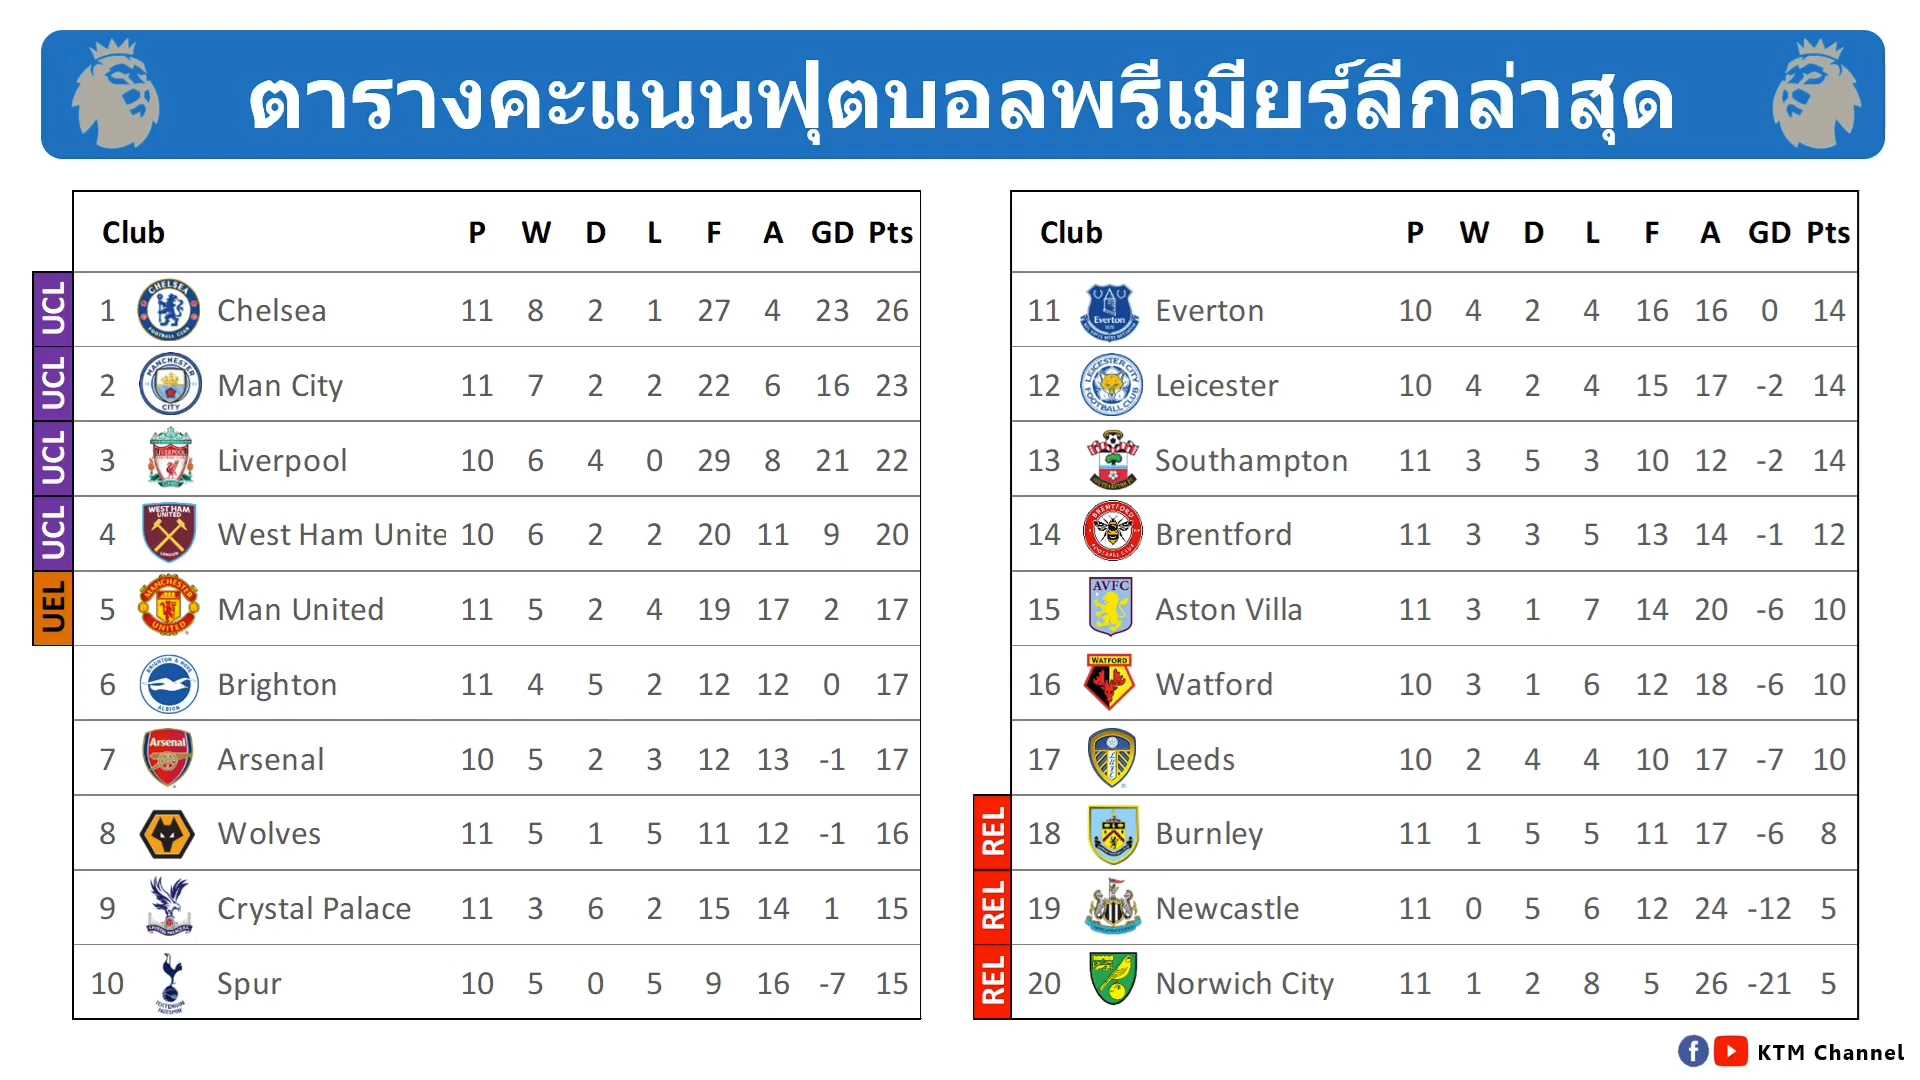 ตารางคะแนนฟุตบอลพรีเมียร์ลีกล่าสุด
Club P W D L F A GD Pts
UCL 1 Chelsea 11 8 2 1 27 4 23 26
UCL 2 Man City 11 7 2 2 22 6 16 23
UCL 3 Liverpool 10 6 4 0 29 8 21 22
UCL 4 West Ham Unite 10 6 2 2 20 11 9 20
UEL 5 Man United 11 5 2 4 19 17 2 17
6 Brighton 11 4 5 2 12 12 0 17
7 Arsenal 10 5 2 3 12 13 -1 17
8 Wolves 11 5 1 5 11 12 -1 16
9 Crystal Palace 11 3 6 2 15 14 1 15
10 Spur 10 5 0 5 9 16 -7 15
Club P W D L F A GD Pts
11 Everton 10 4 2 4 16 16 0 14
12 Leicester 10 4 2 4 15 17 -2 14
13 Southampton 11 3 5 3 10 12 -2 14
14 Brentford 11 3 3 5 13 14 -1 12
15 Aston Villa 11 3 1 7 14 20 -6 10
16 Watford 10 3 1 6 12 18 -6 10
17 Leeds 10 2 4 4 10 17 -7 10
REL 18 Burnley 11 1 5 5 11 17 -6 8
REL 19 Newcastle 11 0 5 6 12 24 -12 5
REL 20 Norwich City 11 1 2 8 5 26 -21 5
KTM Channel